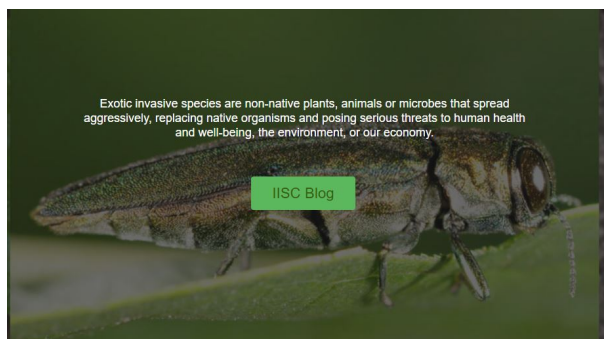 Exotic invasive species are non-native plants, animals or microbes that spread
aggressively, replacing native organisms and posing serious threats to human health
and well-being, the environment, or our economy.
IISC Blog